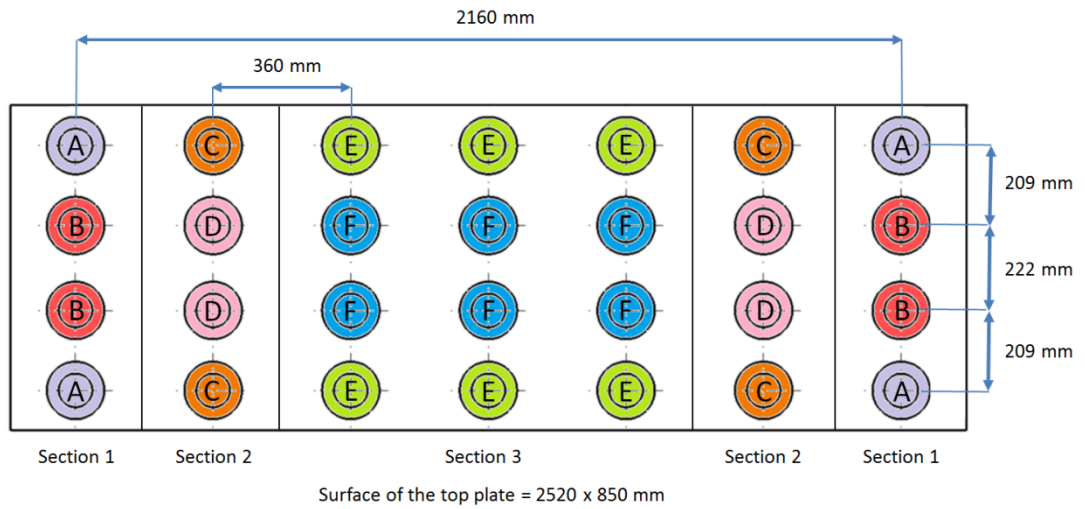 2160 mm
360 mm
A C E E E C A
209 mm
B D F F F D B
222 mm
B D F F F D B
209 mm
A C E E E C A
Section 1 Section 2 Section 3 Section 2 Section 1
Surface of the top plate = 2520 x 850 mm